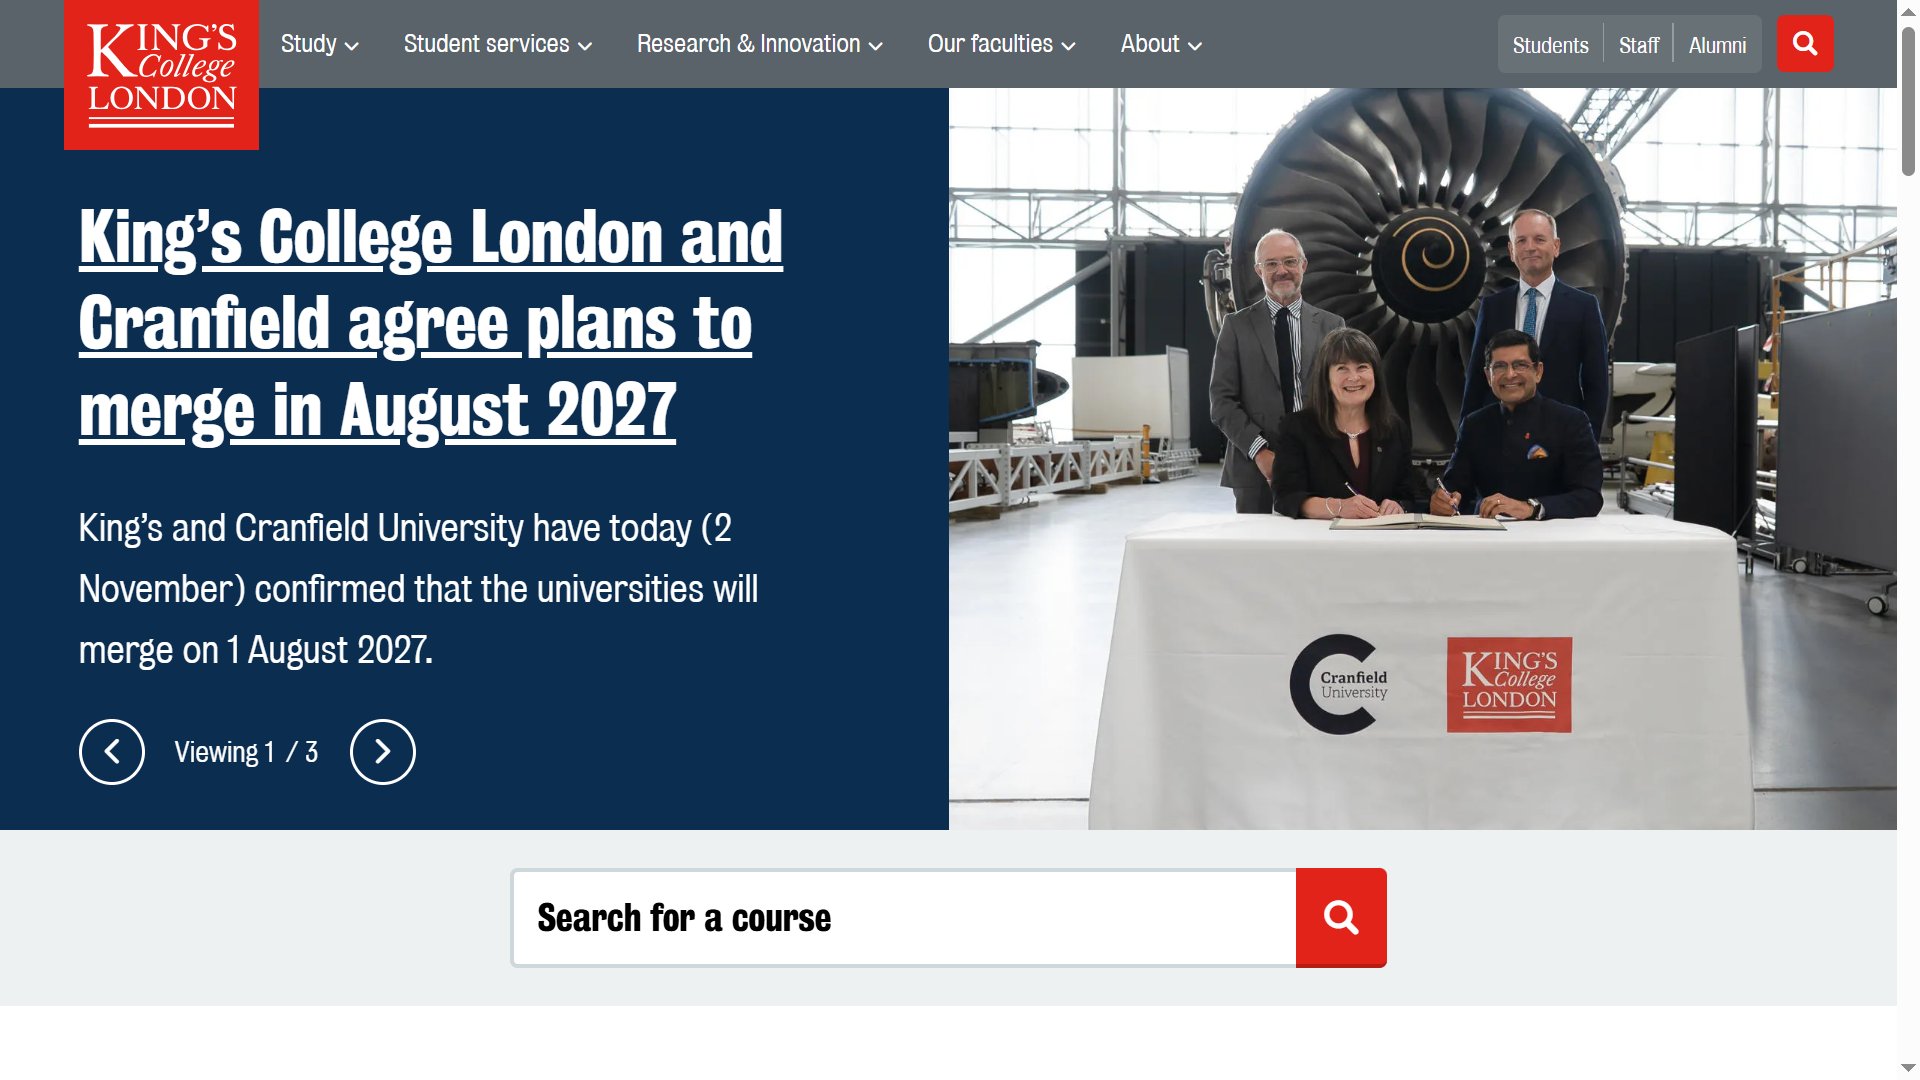 KING'S
College
LONDON
Study
Student services
Research & Innovation
Our faculties
About
Students
Staff
Alumni
King's College London and
Cranfield agree plans to
merge in August 2027
King's and Cranfield University have today (2
November) confirmed that the universities will
merge on 1 August 2027.
Viewing 1 / 3
Cranfield
University
KING'S
College
LONDON
Search for a course